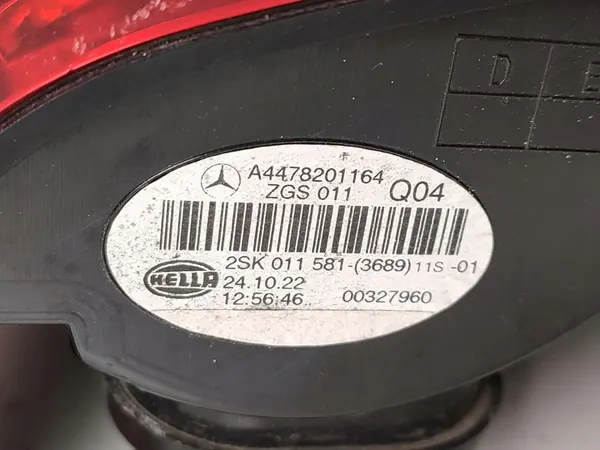 D E
A4478201164
ZGS 011 Q04
2SK 011 581-(3689) 11S -01
HELLA
24.10.22
12:56:46 00327960